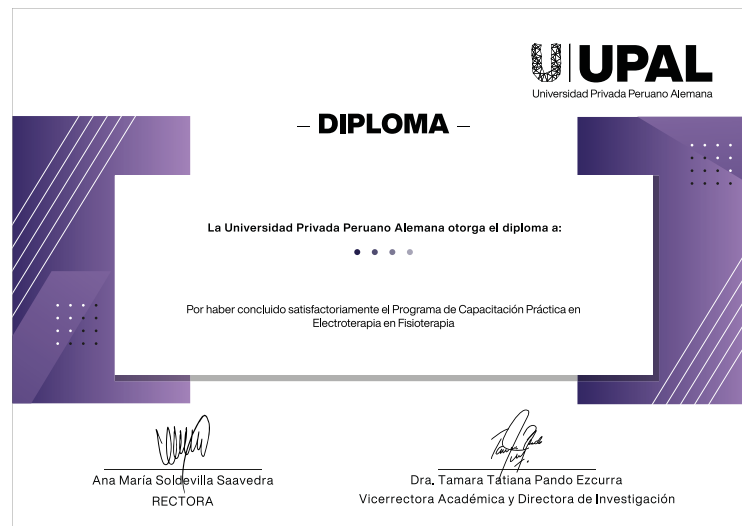 UPAL
Universidad Privada Peruano Alemana
– DIPLOMA –
La Universidad Privada Peruano Alemana otorga el diploma a:
Por haber concluido satisfactoriamente el Programa de Capacitación Práctica en
Electroterapia en Fisioterapia
Ana María Soldevilla Saavedra
RECTORA
Dra. Tamara Tatiana Pando Ezcurra
Vicerrectora Académica y Directora de Investigación